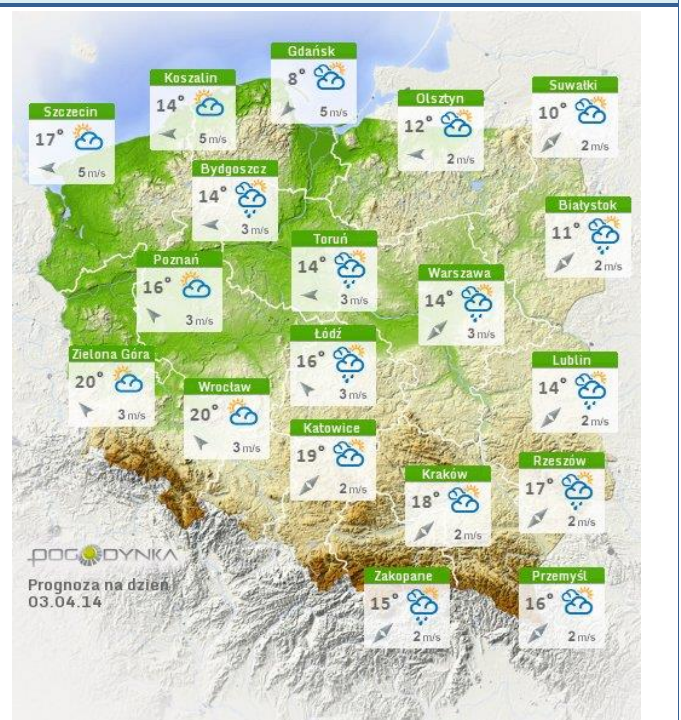 Gdańsk
8°
5 m/s
Koszalin
14°
5 m/s
Suwałki
10°
2 m/s
Olsztyn
12°
2 m/s
Szczecin
17°
5 m/s
Bydgoszcz
14°
3 m/s
Białystok
11°
2 m/s
Toruń
14°
3 m/s
Poznań
16°
3 m/s
Warszawa
14°
3 m/s
Łódź
16°
3 m/s
Zielona Góra
20°
3 m/s
Lublin
14°
2 m/s
Wrocław
20°
3 m/s
Katowice
19°
2 m/s
Rzeszów
17°
2 m/s
Kraków
18°
2 m/s
POGODYNKA
Prognoza na dzień
03.04.14
Zakopane
15°
2 m/s
Przemyśl
16°
2 m/s